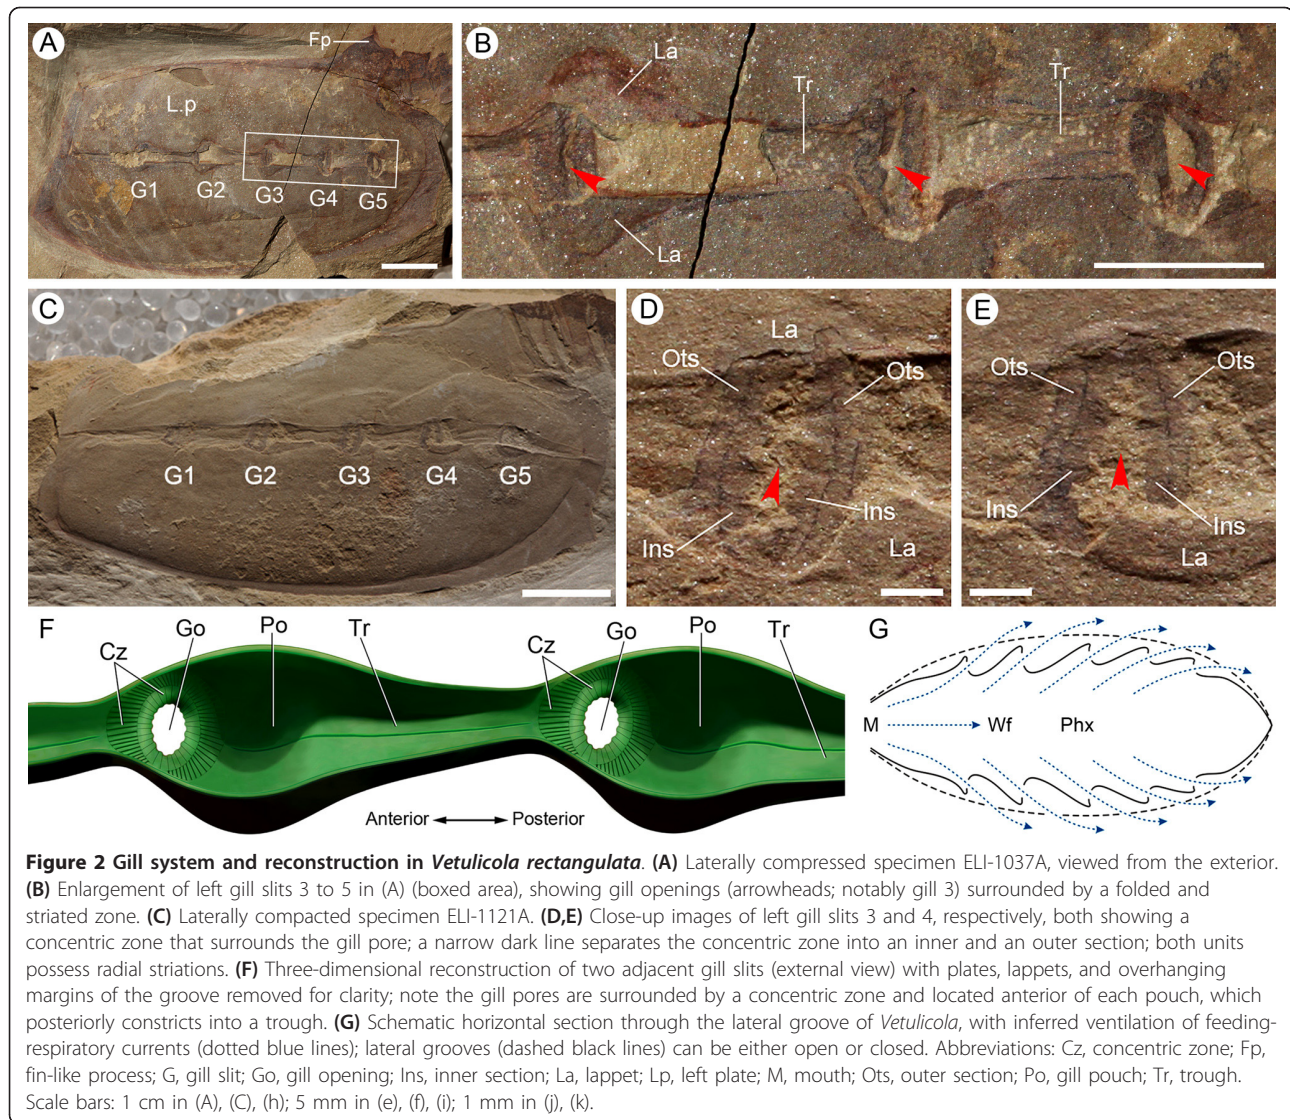 A
Fp
L.p
G1 G2 G3 G4 G5
B
La
Tr
Tr
La
C
G1 G2 G3 G4 G5
D
La
Ots
Ots
Ins
Ins
La
E
Ots
Ots
Ins
Ins
La
F
Cz Go Po Tr Cz Go Po Tr
Anterior Posterior
G
M Wf Phx
Figure 2 Gill system and reconstruction in Vetulicola rectangulata. (A) Laterally compressed specimen ELI-1037A, viewed from the exterior.
(B) Enlargement of left gill slits 3 to 5 in (A) (boxed area), showing gill openings (arrowheads; notably gill 3) surrounded by a folded and
striated zone. (C) Laterally compacted specimen ELI-1121A. (D,E) Close-up images of left gill slits 3 and 4, respectively, both showing a
concentric zone that surrounds the gill pore; a narrow dark line separates the concentric zone into an inner and an outer section; both units
possess radial striations. (F) Three-dimensional reconstruction of two adjacent gill slits (external view) with plates, lappets, and overhanging
margins of the groove removed for clarity; note the gill pores are surrounded by a concentric zone and located anterior of each pouch, which
posteriorly constricts into a trough. (G) Schematic horizontal section through the lateral groove of Vetulicola, with inferred ventilation of feeding-
respiratory currents (dotted blue lines); lateral grooves (dashed black lines) can be either open or closed. Abbreviations: Cz, concentric zone; Fp,
fin-like process; G, gill slit; Go, gill opening; Ins, inner section; La, lappet; Lp, left plate; M, mouth; Ots, outer section; Po, gill pouch; Tr, trough.
Scale bars: 1 cm in (A), (C), (h); 5 mm in (e), (f), (i); 1 mm in (j), (k).